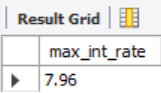 Result Grid
max_int_rate
7.96